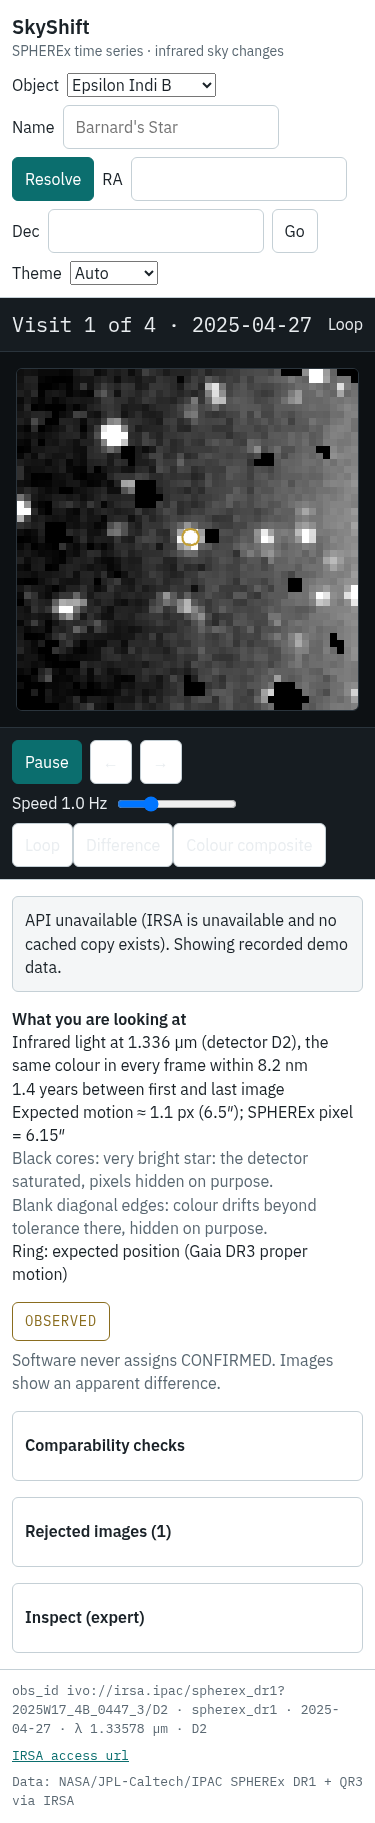 SkyShift
SPHEREx time series · infrared sky changes
Object Epsilon Indi B
Name Barnard's Star
Resolve RA
Dec Go
Theme Auto
Visit 1 of 4 · 2025-04-27 Loop
Pause ← →
Speed 1.0 Hz
Loop Difference Colour composite
API unavailable (IRSA is unavailable and no
cached copy exists). Showing recorded demo
data.
What you are looking at
Infrared light at 1.336 µm (detector D2), the
same colour in every frame within 8.2 nm
1.4 years between first and last image
Expected motion ≈ 1.1 px (6.5″); SPHEREx pixel
= 6.15″
Black cores: very bright star: the detector
saturated, pixels hidden on purpose.
Blank diagonal edges: colour drifts beyond
tolerance there, hidden on purpose.
Ring: expected position (Gaia DR3 proper
motion)
OBSERVED
Software never assigns CONFIRMED. Images
show an apparent difference.
Comparability checks
Rejected images (1)
Inspect (expert)
obs_id ivo://irsa.ipac/spherex_dr1?
2025W17_4B_0447_3/D2 · spherex_dr1 · 2025-
04-27 · λ 1.33578 µm · D2
IRSA access url
Data: NASA/JPL-Caltech/IPAC SPHEREx DR1 + QR3
via IRSA